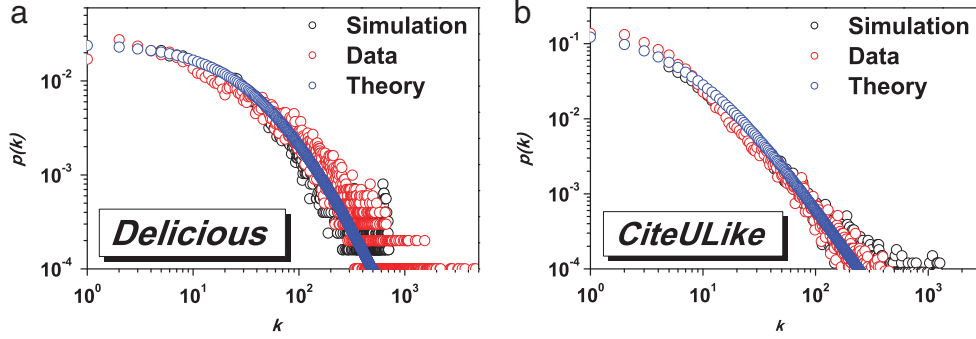 a
Simulation
Data
Theory
10^-2
10^-3
10^-4
p(k)
Delicious
10^0
10^1
10^2
10^3
k
b
Simulation
Data
Theory
10^-1
10^-2
10^-3
10^-4
p(k)
CiteULike
10^0
10^1
10^2
10^3
k